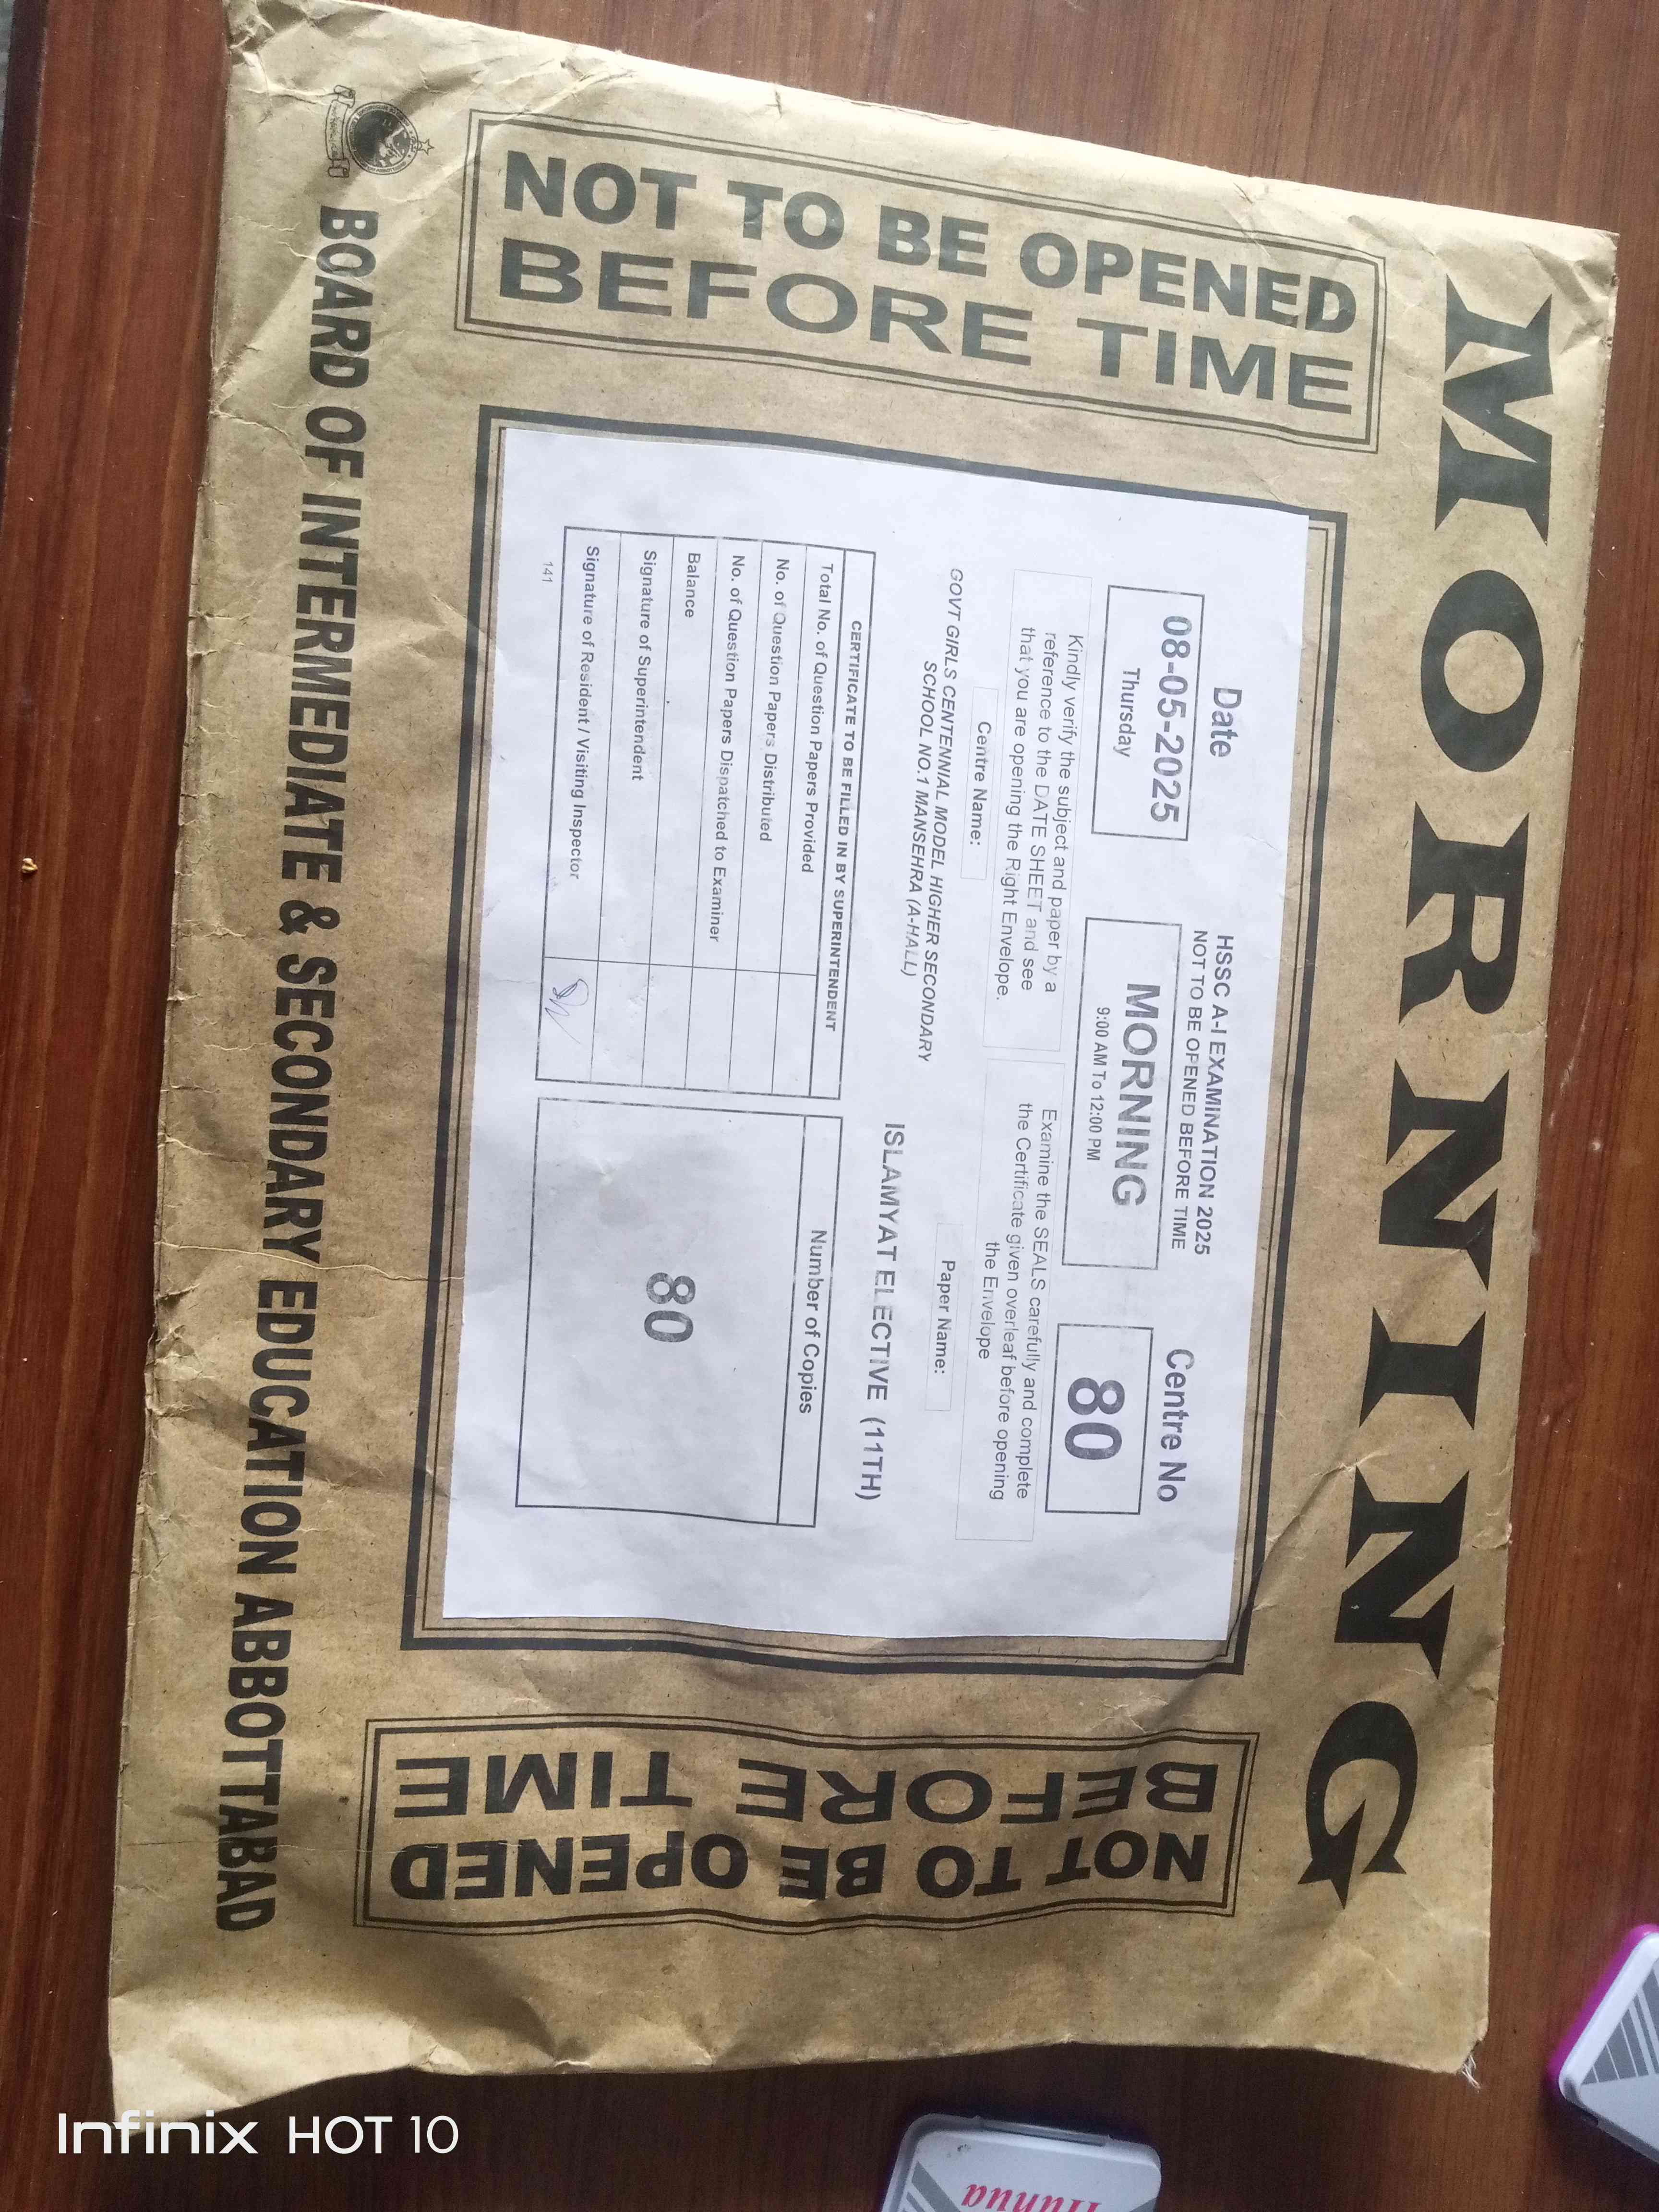 MORNING
NOT TO BE OPENED
BEFORE TIME
Date
08-05-2025
Thursday
HSSC A-I EXAMINATION 2025
NOT TO BE OPENED BEFORE TIME
MORNING
9:00 AM To 12:00 PM
Centre No
80
Kindly verify the subject and paper by a
reference to the DATE SHEET and see
that you are opening the Right Envelope.
Examine the SEALS carefully and complete
the Certificate given overleaf before opening
the Envelope
Centre Name:
GOVT GIRLS CENTENNIAL MODEL HIGHER SECONDARY
SCHOOL NO.1 MANSEHRA (A-HALL)
Paper Name:
ISLAMYAT ELECTIVE (11TH)
CERTIFICATE TO BE FILLED IN BY SUPERINTENDENT
Total No. of Question Papers Provided
No. of Question Papers Distributed
No. of Question Papers Dispatched to Examiner
Balance
Signature of Superintendent
Signature of Resident / Visiting Inspector
141
Number of Copies
80
NOT TO BE OPENED
BEFORE TIME
BOARD OF INTERMEDIATE & SECONDARY EDUCATION ABBOTTABAD
Infinix HOT 10